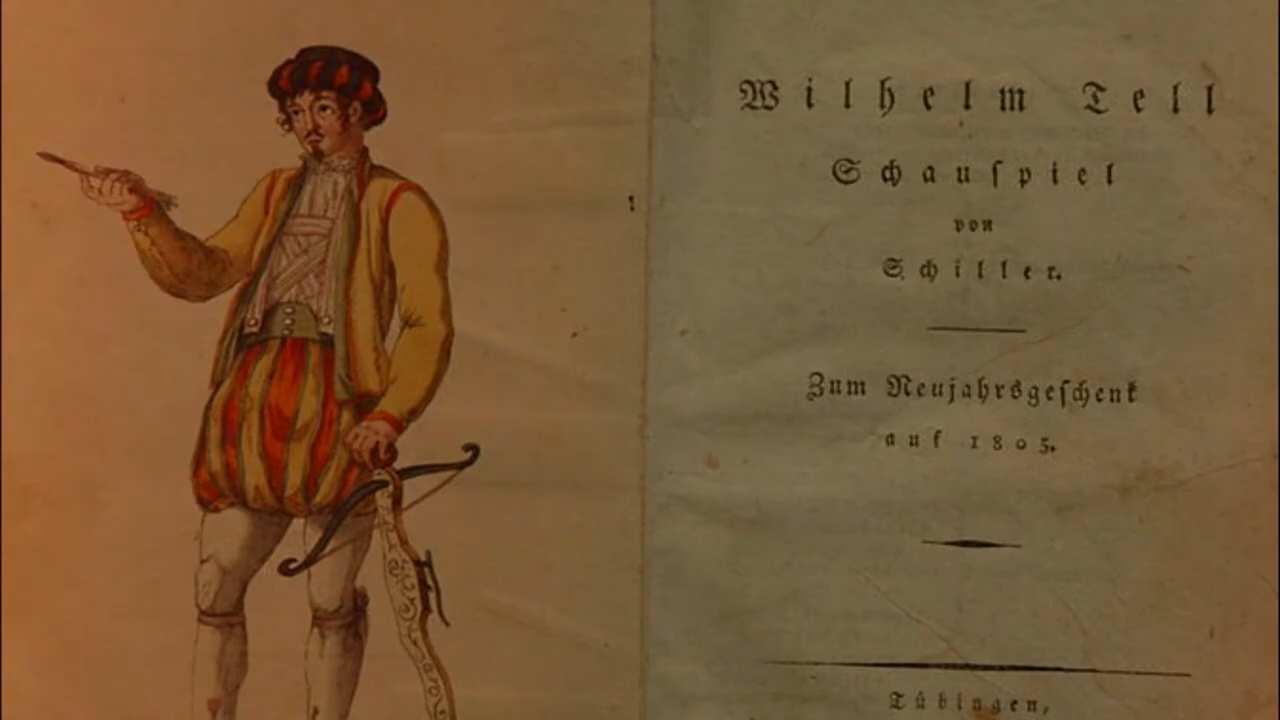 Wilhelm Tell
Schauſpiel
von
Schiller.
Zum Neujahrsgeſchenk
auf 1805.
Tübingen,